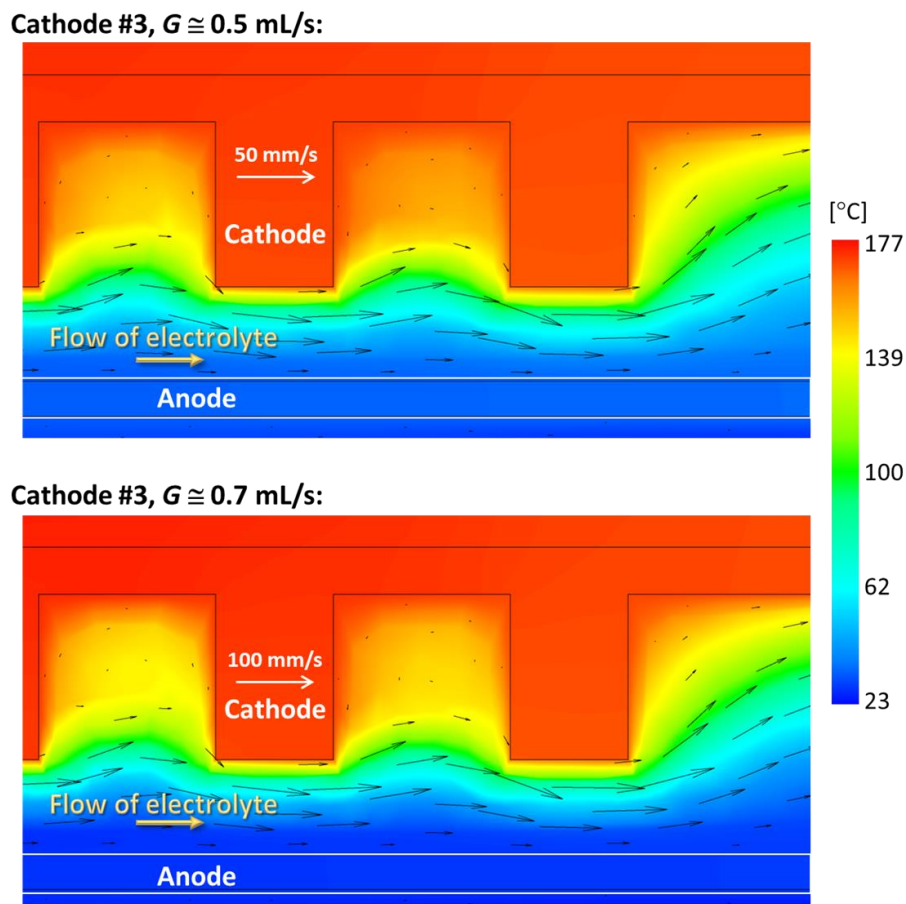 Cathode #3, G ≅ 0.5 mL/s:
50 mm/s
Cathode
Flow of electrolyte
Anode
[°C]
177
139
100
62
23
Cathode #3, G ≅ 0.7 mL/s:
100 mm/s
Cathode
Flow of electrolyte
Anode